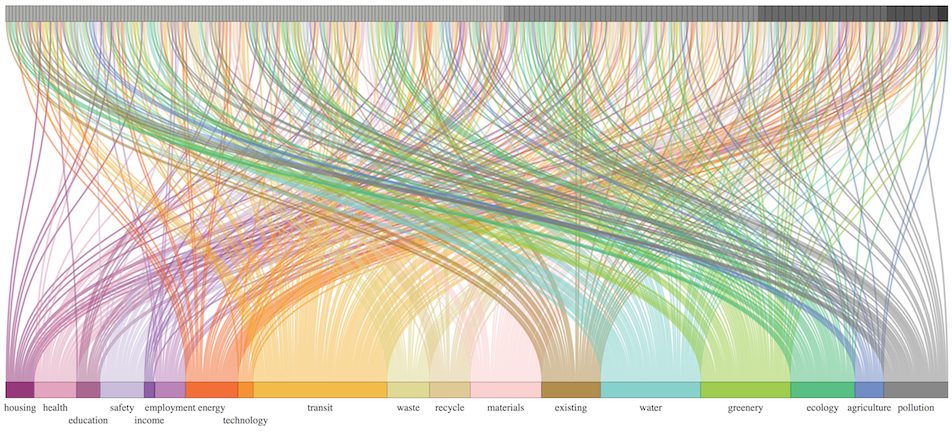 housing health safety employment energy transit waste recycle materials existing water greenery ecology agriculture pollution
education income technology